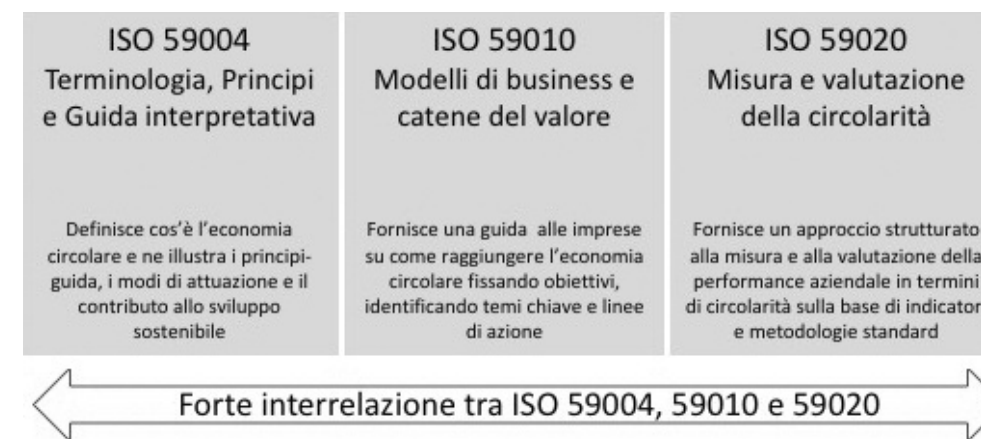 ISO 59004
Terminologia, Principi
e Guida interpretativa
Definisce cos'è l'economia
circolare e ne illustra i principi-
guida, i modi di attuazione e il
contributo allo sviluppo
sostenibile
ISO 59010
Modelli di business e
catene del valore
Fornisce una guida alle imprese
su come raggiungere l'economia
circolare fissando obiettivi,
identificando temi chiave e linee
di azione
ISO 59020
Misura e valutazione
della circolarità
Fornisce un approccio strutturato
alla misura e alla valutazione della
performance aziendale in termini
di circolarità sulla base di indicator
e metodologie standard
Forte interrelazione tra ISO 59004, 59010 e 59020